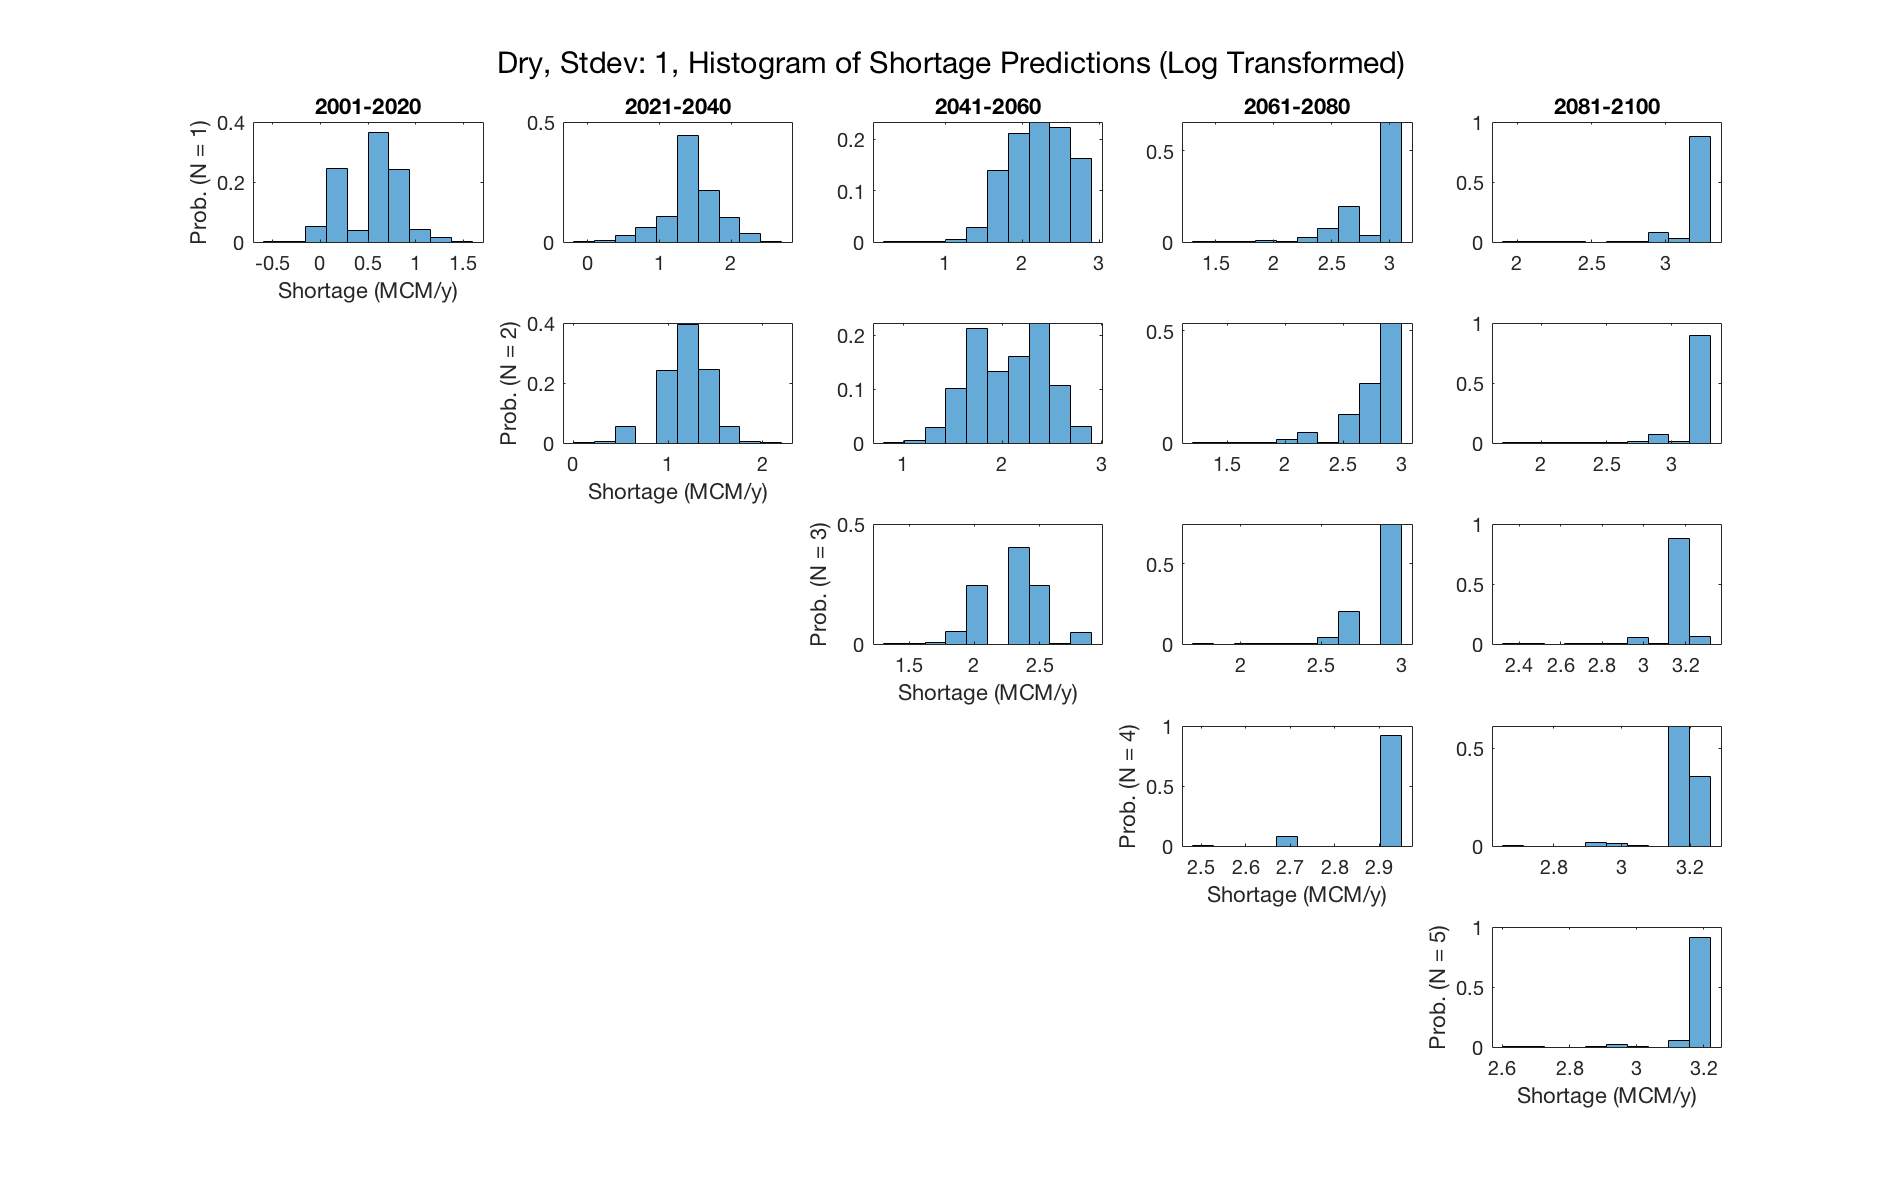 Dry, Stdev: 1, Histogram of Shortage Predictions (Log Transformed)
2001-2020 2021-2040 2041-2060 2061-2080 2081-2100
Prob. (N = 1)
0.4
0.2
0
-0.5 0 0.5 1 1.5
Shortage (MCM/y)
0.5
0
0 1 2
0.2
0.1
0
1 2 3
0.5
0
1.5 2 2.5 3
1
0.5
0
2 2.5 3
Prob. (N = 2)
0.4
0.2
0
0 1 2
Shortage (MCM/y)
0.2
0.1
0
1 2 3
0.5
0
1.5 2 2.5 3
1
0.5
0
2 2.5 3
Prob. (N = 3)
0.5
0
1.5 2 2.5
Shortage (MCM/y)
0.5
0
2 2.5 3
1
0.5
0
2.4 2.6 2.8 3 3.2
Prob. (N = 4)
1
0.5
0
2.5 2.6 2.7 2.8 2.9
Shortage (MCM/y)
0.5
0
2.8 3 3.2
Prob. (N = 5)
1
0.5
0
2.6 2.8 3 3.2
Shortage (MCM/y)